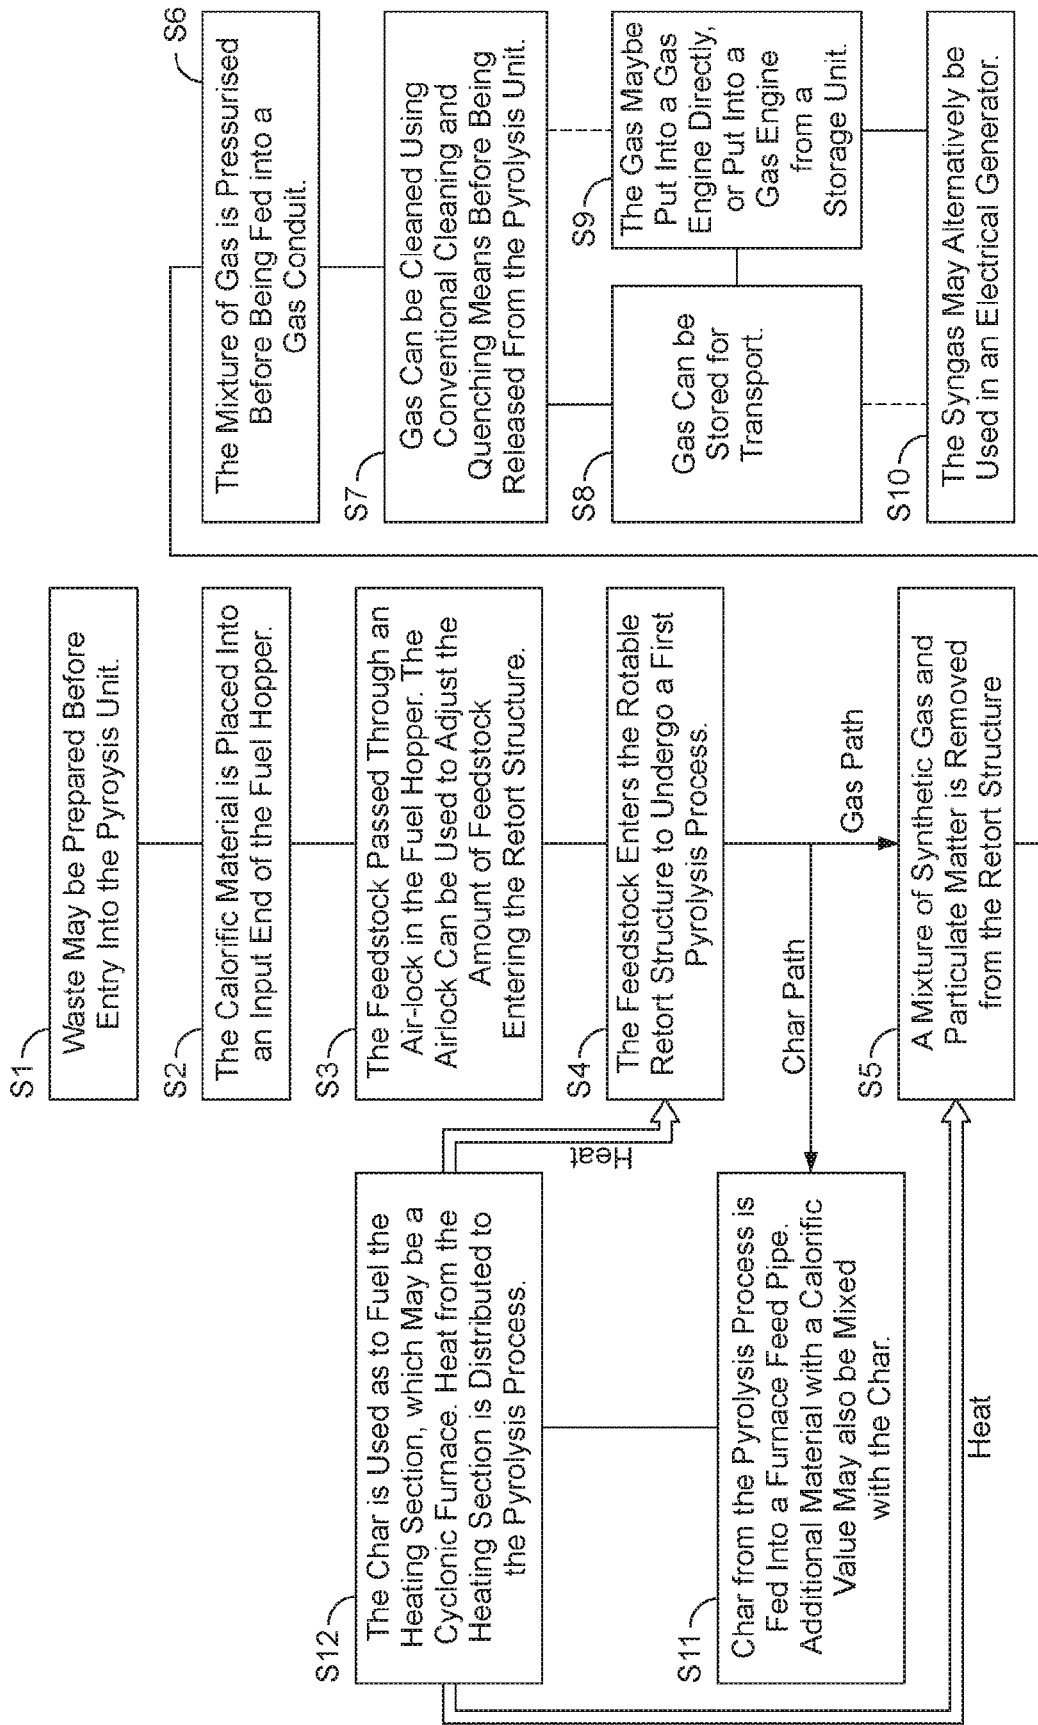 S1
Waste May be Prepared Before
Entry Into the Pyroysis Unit.
S2
The Calorific Material is Placed Into
an Input End of the Fuel Hopper.
S3
The Feedstock Passed Through an
Air-lock in the Fuel Hopper. The
Airlock Can be Used to Adjust the
Amount of Feedstock
Entering the Retort Structure.
S4
The Feedstock Enters the Rotable
Retort Structure to Undergo a First
Pyrolysis Process.
Char Path
Gas Path
S5
A Mixture of Synthetic Gas and
Particulate Matter is Removed
from the Retort Structure
S12
The Char is Used as to Fuel the
Heating Section, which May be a
Cyclonic Furnace. Heat from the
Heating Section is Distributed to
the Pyrolysis Process.
Heat
S11
Char from the Pyrolysis Process is
Fed Into a Furnace Feed Pipe.
Additional Material with a Calorific
Value May also be Mixed
with the Char.
Heat
S6
The Mixture of Gas is Pressurised
Before Being Fed into a
Gas Conduit.
S7
Gas Can be Cleaned Using
Conventional Cleaning and
Quenching Means Before Being
Released From the Pyrolysis Unit.
S8
Gas Can be
Stored for
Transport.
S9
The Gas Maybe
Put Into a Gas
Engine Directly,
or Put Into a
Gas Engine
from a
Storage Unit.
S10
The Syngas May Alternatively be
Used in an Electrical Generator.